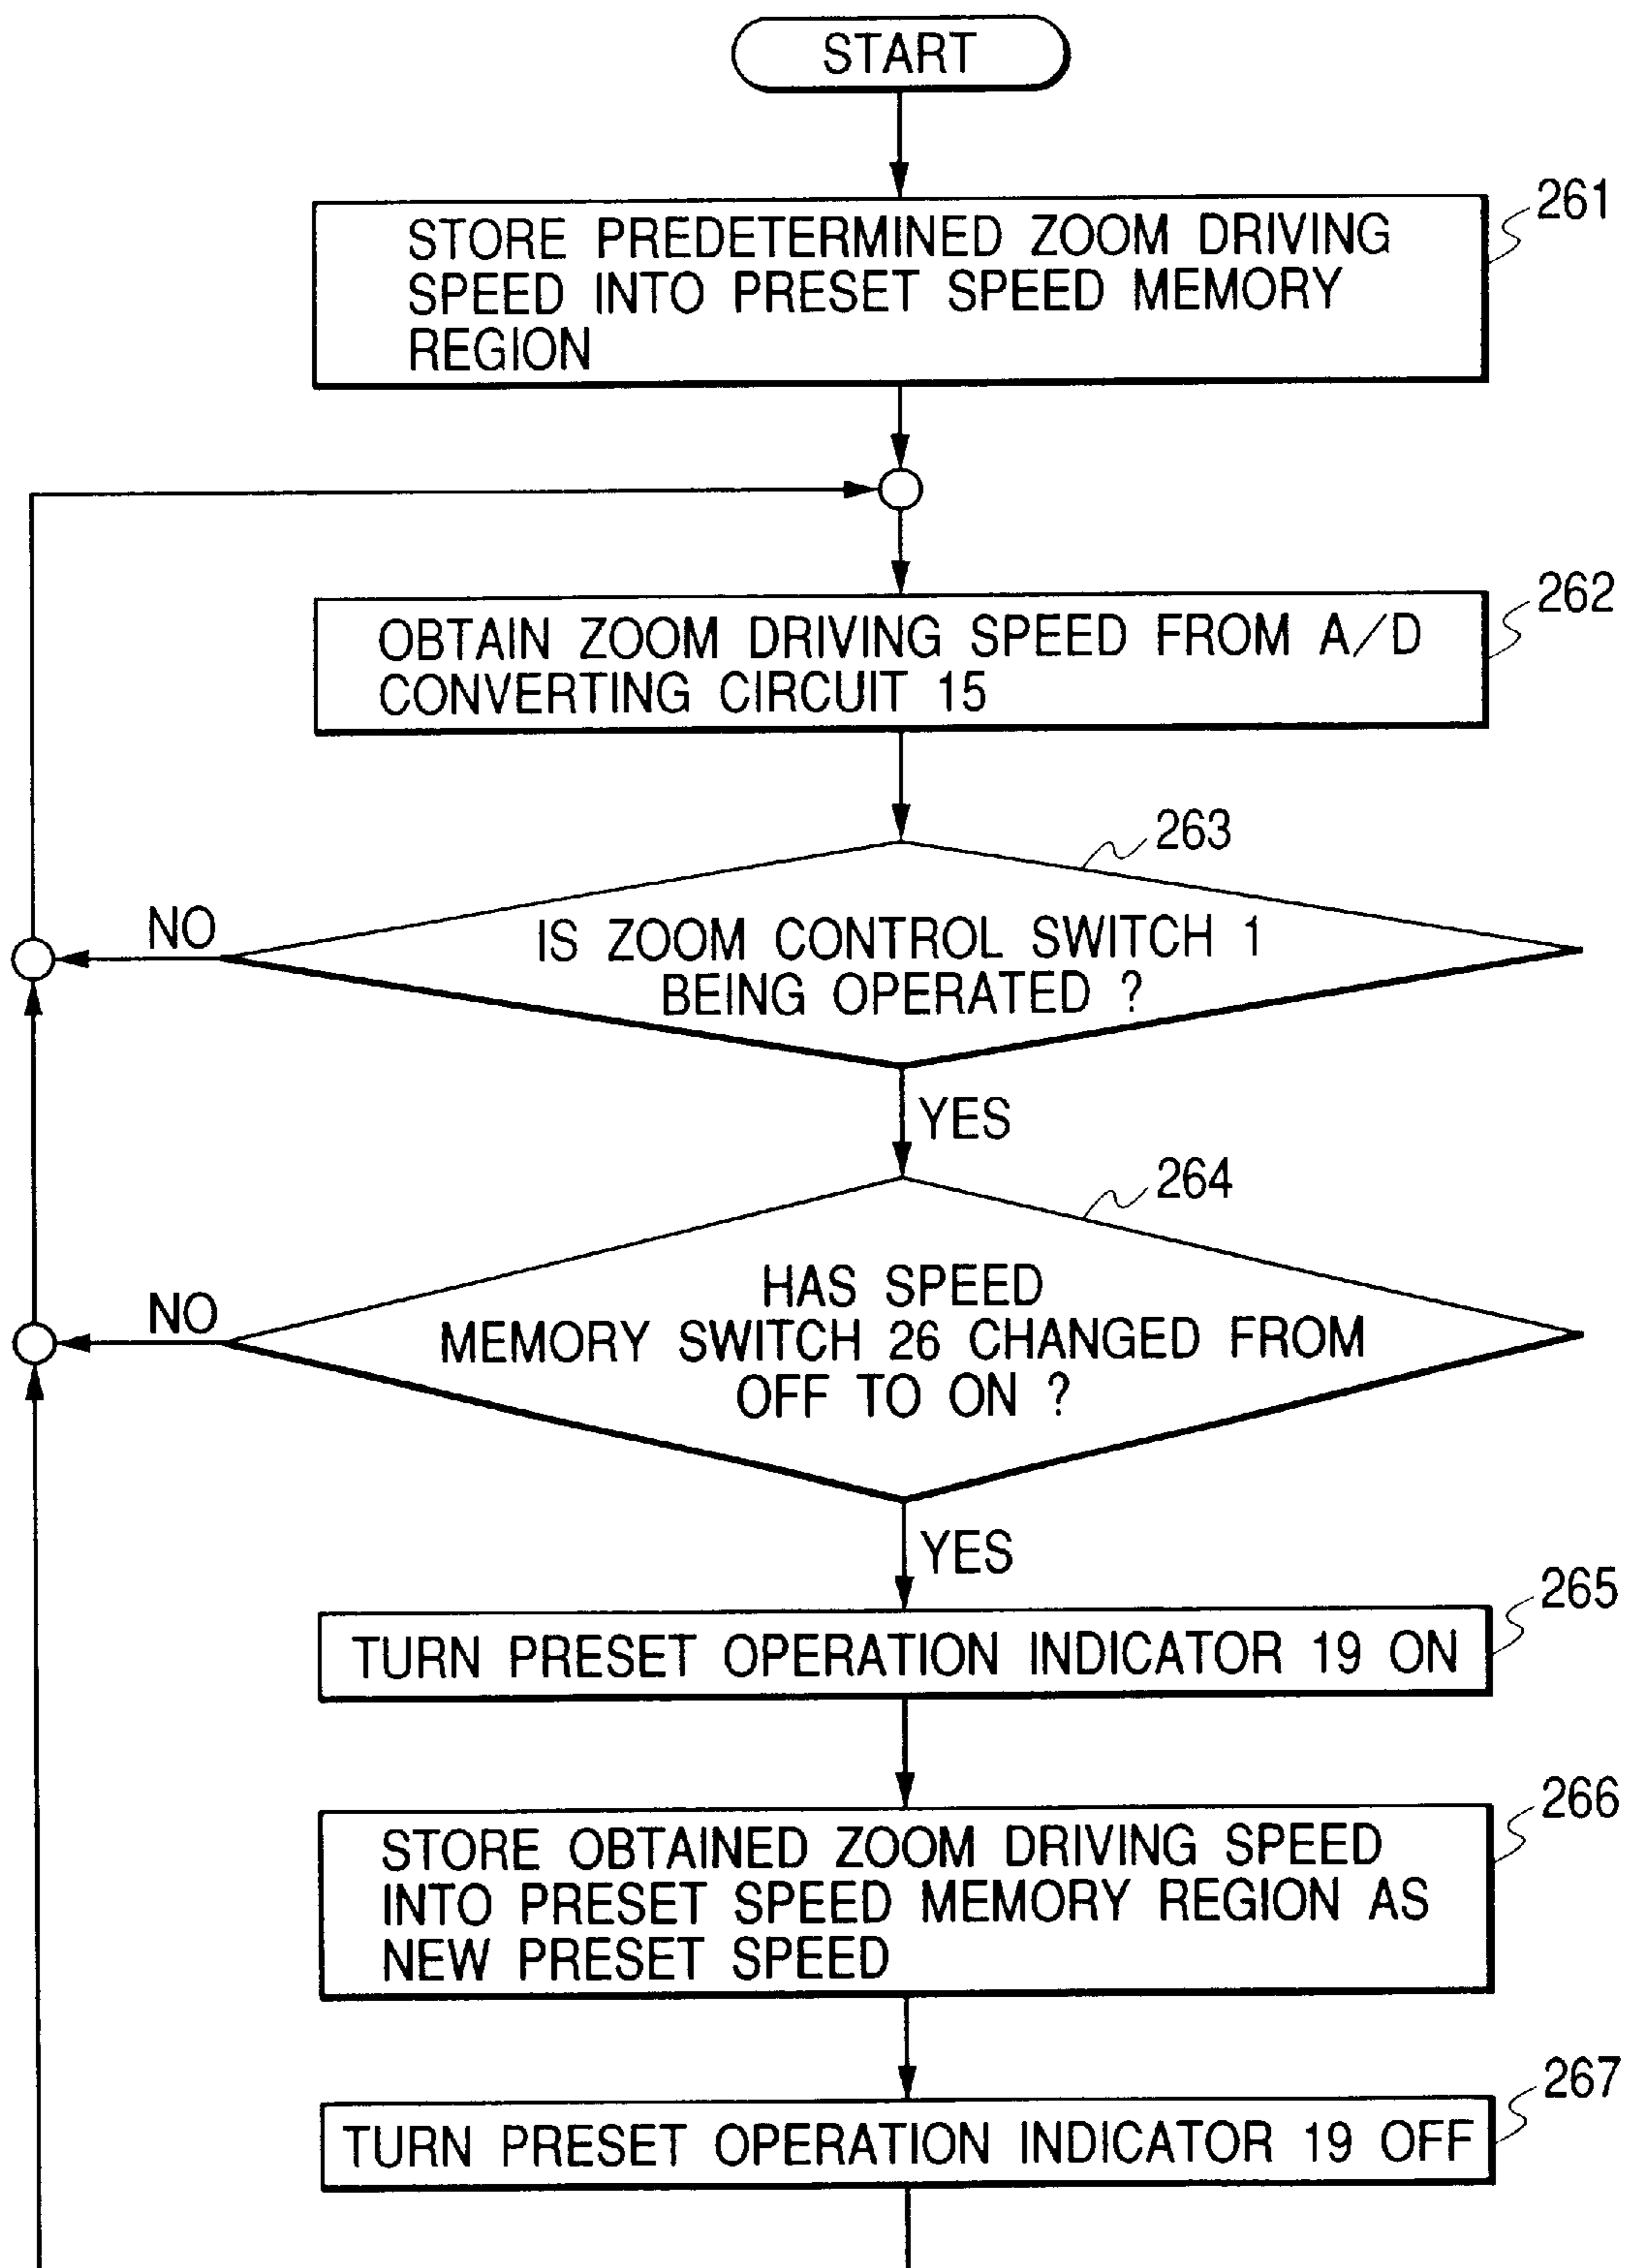 START
261
STORE PREDETERMINED ZOOM DRIVING
SPEED INTO PRESET SPEED MEMORY
REGION
262
OBTAIN ZOOM DRIVING SPEED FROM A/D
CONVERTING CIRCUIT 15
263
NO
IS ZOOM CONTROL SWITCH 1
BEING OPERATED ?
YES
264
NO
HAS SPEED
MEMORY SWITCH 26 CHANGED FROM
OFF TO ON ?
YES
265
TURN PRESET OPERATION INDICATOR 19 ON
266
STORE OBTAINED ZOOM DRIVING SPEED
INTO PRESET SPEED MEMORY REGION AS
NEW PRESET SPEED
267
TURN PRESET OPERATION INDICATOR 19 OFF